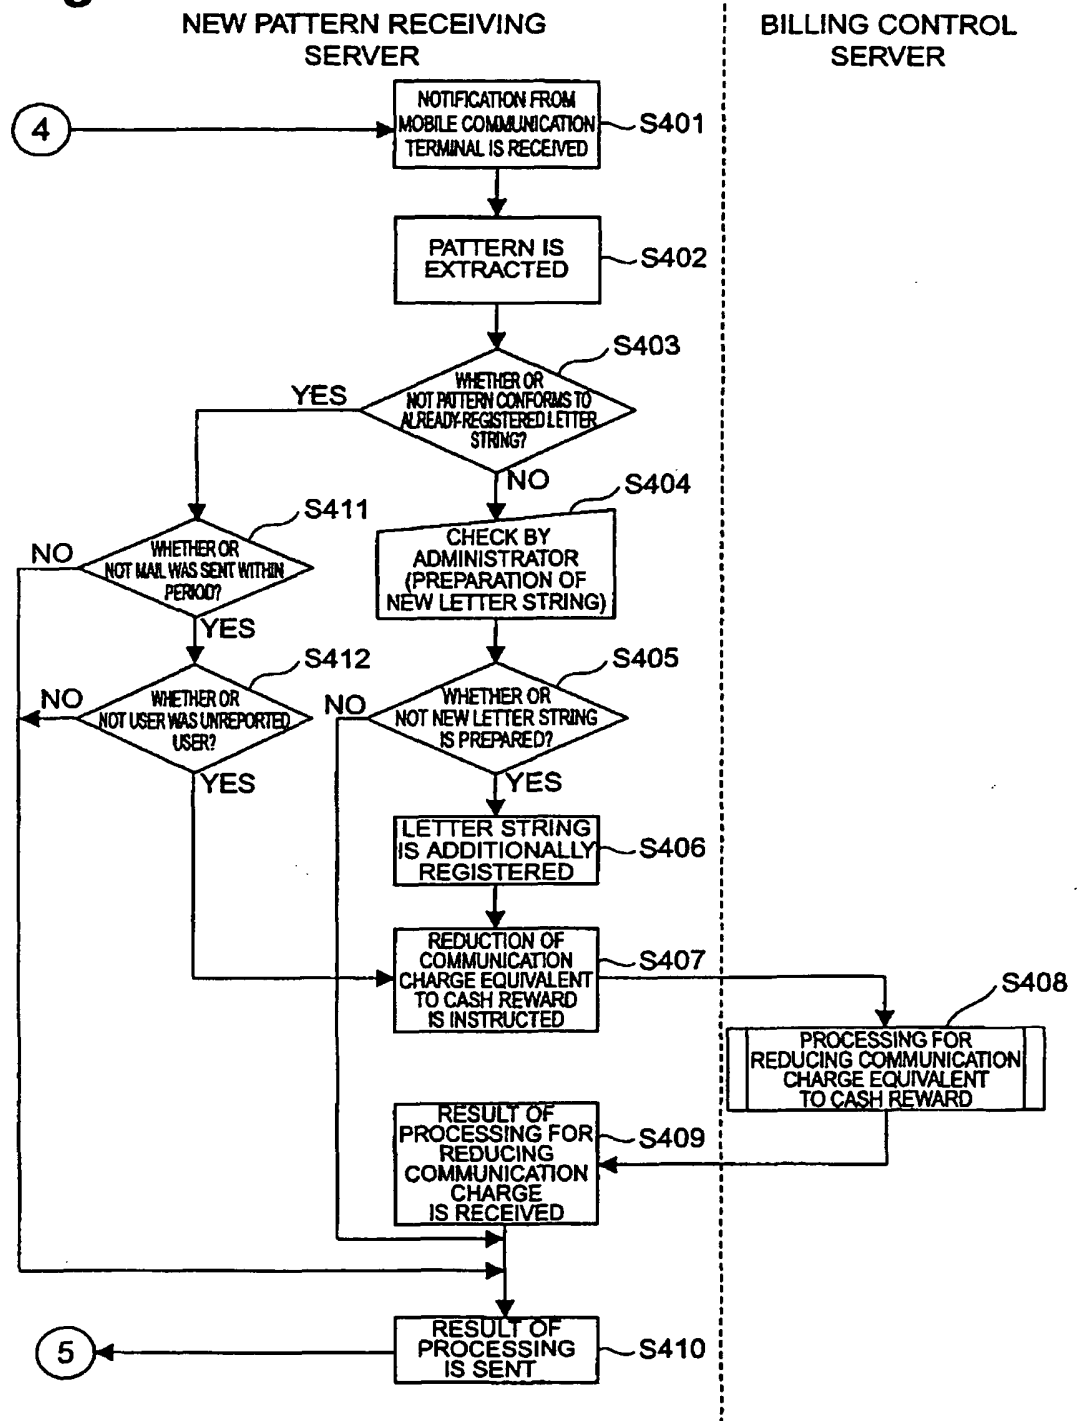 NEW PATTERN RECEIVING
SERVER
BILLING CONTROL
SERVER
4
NOTIFICATION FROM
MOBILE COMMUNICATION
TERMINAL IS RECEIVED
S401
PATTERN IS
EXTRACTED
S402
S403
WHETHER OR
NOT PATTERN CONFORMS TO
ALREADY-REGISTERED LETTER
STRING?
YES
NO
S404
CHECK BY
ADMINISTRATOR
(PREPARATION OF
NEW LETTER STRING)
S411
NO
WHETHER OR
NOT MAIL WAS SENT WITHIN
PERIOD?
YES
S412
NO
WHETHER OR
NOT USER WAS UNREPORTED
USER?
YES
S405
NO
WHETHER OR
NOT NEW LETTER STRING
IS PREPARED?
YES
LETTER STRING
IS ADDITIONALLY
REGISTERED
S406
REDUCTION OF
COMMUNICATION
CHARGE EQUIVALENT
TO CASH REWARD
IS INSTRUCTED
S407
S408
PROCESSING FOR
REDUCING COMMUNICATION
CHARGE EQUIVALENT
TO CASH REWARD
RESULT OF
PROCESSING FOR
REDUCING
COMMUNICATION
CHARGE
IS RECEIVED
S409
RESULT OF
PROCESSING
IS SENT
S410
5